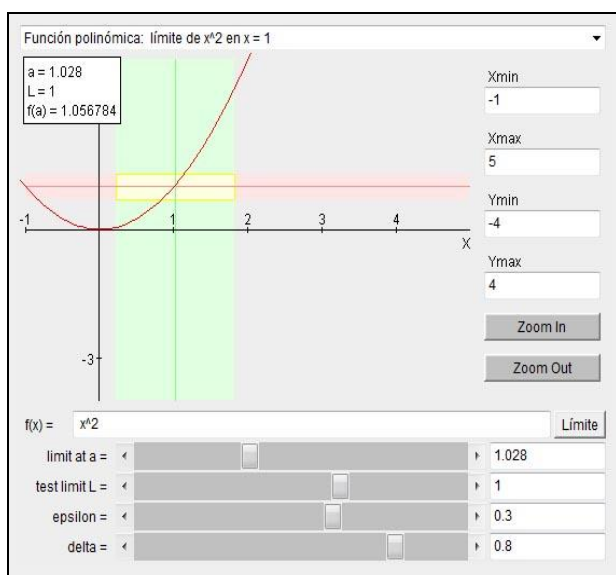 Función polinómica: límite de x^2 en x = 1
a = 1.028
L = 1
f(a) = 1.056784
Xmin
-1
Xmax
5
Ymin
-4
Ymax
4
-1 1 2 3 4
X
-3
Zoom In
Zoom Out
f(x) = x^2 Límite
limit at a = 1.028
test limit L = 1
epsilon = 0.3
delta = 0.8